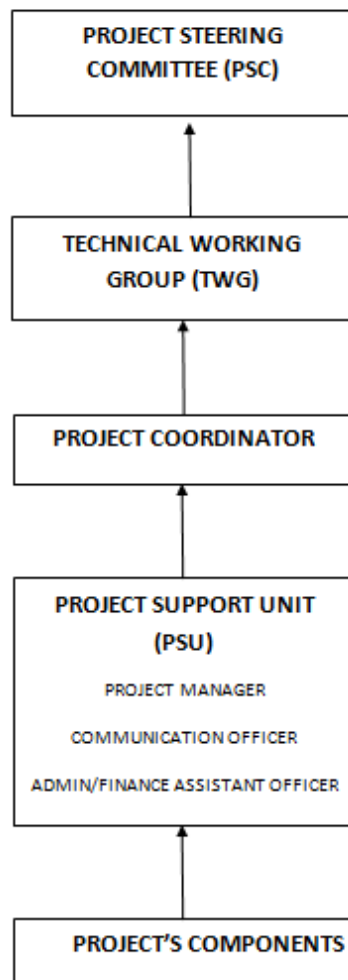 PROJECT STEERING
COMMITTEE (PSC)
TECHNICAL WORKING
GROUP (TWG)
PROJECT COORDINATOR
PROJECT SUPPORT UNIT
(PSU)
PROJECT MANAGER
COMMUNICATION OFFICER
ADMIN/FINANCE ASSISTANT OFFICER
PROJECT'S COMPONENTS